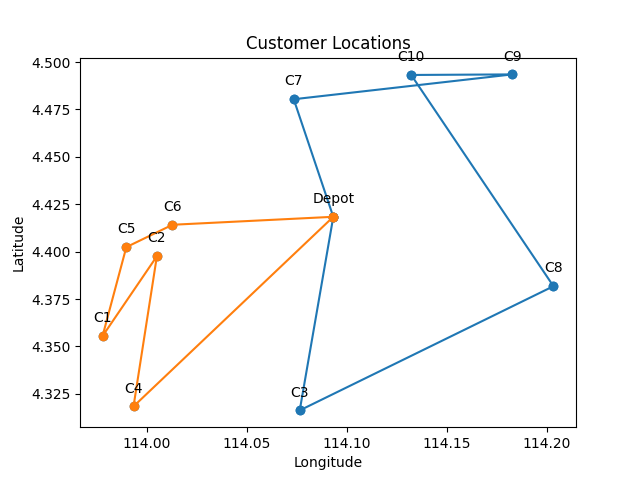 Customer Locations
4.500
4.475
4.450
4.425
4.400
4.375
4.350
4.325
Latitude
C10
C9
C7
Depot
C6
C5
C2
C8
C1
C4
C3
114.00
114.05
114.10
114.15
114.20
Longitude